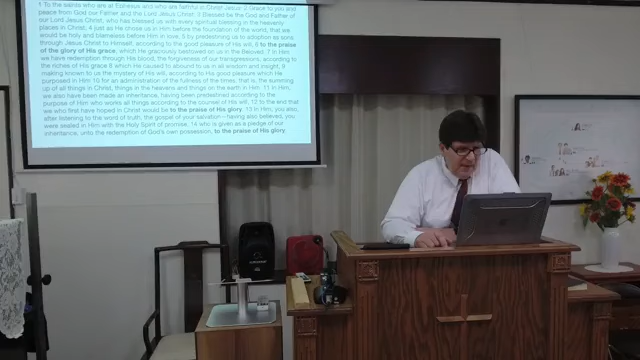 1 To the saints who are at Ephesus and who are faithful in Christ Jesus: 2 Grace to you and
peace from God our Father and the Lord Jesus Christ. 3 Blessed be the God and Father of
our Lord Jesus Christ, who has blessed us with every spiritual blessing in the heavenly
places in Christ, 4 just as He chose us in Him before the foundation of the world, that we
would be holy and blameless before Him in love, 5 by predestining us to adoption as sons
through Jesus Christ to Himself, according to the good pleasure of His will, 6 to the praise
of the glory of His grace, which He graciously bestowed on us in the Beloved. 7 In Him
we have redemption through His blood, the forgiveness of our transgressions, according to
the riches of His grace 8 which He caused to abound to us in all wisdom and insight, 9
making known to us the mystery of His will, according to His good pleasure which He
purposed in Him 10 for an administration of the fullness of the times, that is, the summing
up of all things in Christ, things in the heavens and things on the earth in Him. 11 In Him,
we also have been made an inheritance, having been predestined according to the
purpose of Him who works all things according to the counsel of His will, 12 to the end that
we who first have hoped in Christ would be to the praise of His glory. 13 In Him, you also,
after listening to the word of truth, the gospel of your salvation—having also believed, you
were sealed in Him with the Holy Spirit of promise, 14 who is given as a pledge of our
inheritance, unto the redemption of God's own possession, to the praise of His glory.